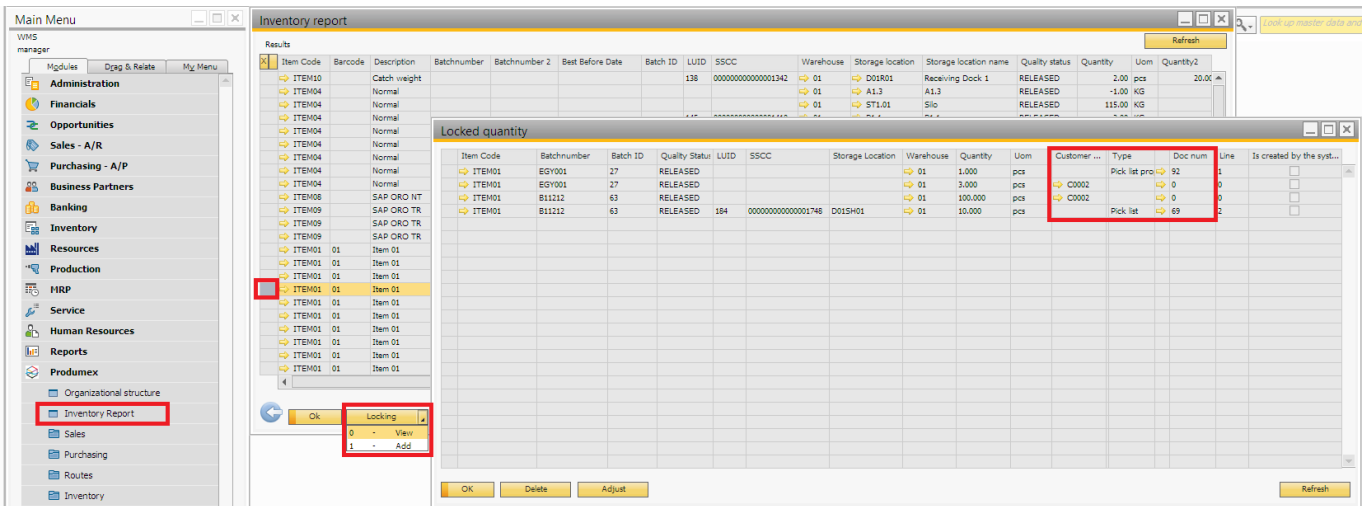 Main Menu
WMS
manager
Modules Drag & Relate My Menu
Administration
Financials
Opportunities
Sales - A/R
Purchasing - A/P
Business Partners
Banking
Inventory
Resources
Production
MRP
Service
Human Resources
Reports
Produmex
Organizational structure
Inventory Report
Sales
Purchasing
Routes
Inventory
Inventory report
Results
Refresh
X Item Code Barcode Description Batchnumber Batchnumber 2 Best Before Date Batch ID LUID SSCC Warehouse Storage location Storage location name Quality status Quantity Uom Quantity2
ITEM10 Catch weight 138 000000000000001342 01 D01R01 Receiving Dock 1 RELEASED 2.00 pcs 20.00
ITEM04 Normal 01 A1.3 A1.3 RELEASED -1.00 KG
ITEM04 Normal 01 ST1.01 Silo RELEASED 115.00 KG
ITEM04 Normal
ITEM04 Normal
ITEM04 Normal
ITEM04 Normal
ITEM04 Normal
ITEM04 Normal
ITEM08 SAP ORO NT
ITEM09 SAP ORO TR
ITEM09 SAP ORO TR
ITEM09 SAP ORO TR
ITEM01 01 Item 01
ITEM01 01 Item 01
ITEM01 01 Item 01
ITEM01 01 Item 01
ITEM01 01 Item 01
ITEM01 01 Item 01
ITEM01 01 Item 01
ITEM01 01 Item 01
ITEM01 01 Item 01
ITEM01 01 Item 01
Ok Locking
0 - View
1 - Add
Look up master data and
Locked quantity
Item Code Batchnumber Batch ID Quality Status LUID SSCC Storage Location Warehouse Quantity Uom Customer ... Type Doc num Line Is created by the syst...
ITEM01 EGY001 27 RELEASED 01 1.000 pcs Pick list pro 92 1
ITEM01 EGY001 27 RELEASED 01 3.000 pcs C0002 0 0
ITEM01 B11212 63 RELEASED 01 100.000 pcs C0002 0 0
ITEM01 B11212 63 RELEASED 184 000000000000001748 D01SH01 01 10.000 pcs Pick list 69 2
OK Delete Adjust Refresh